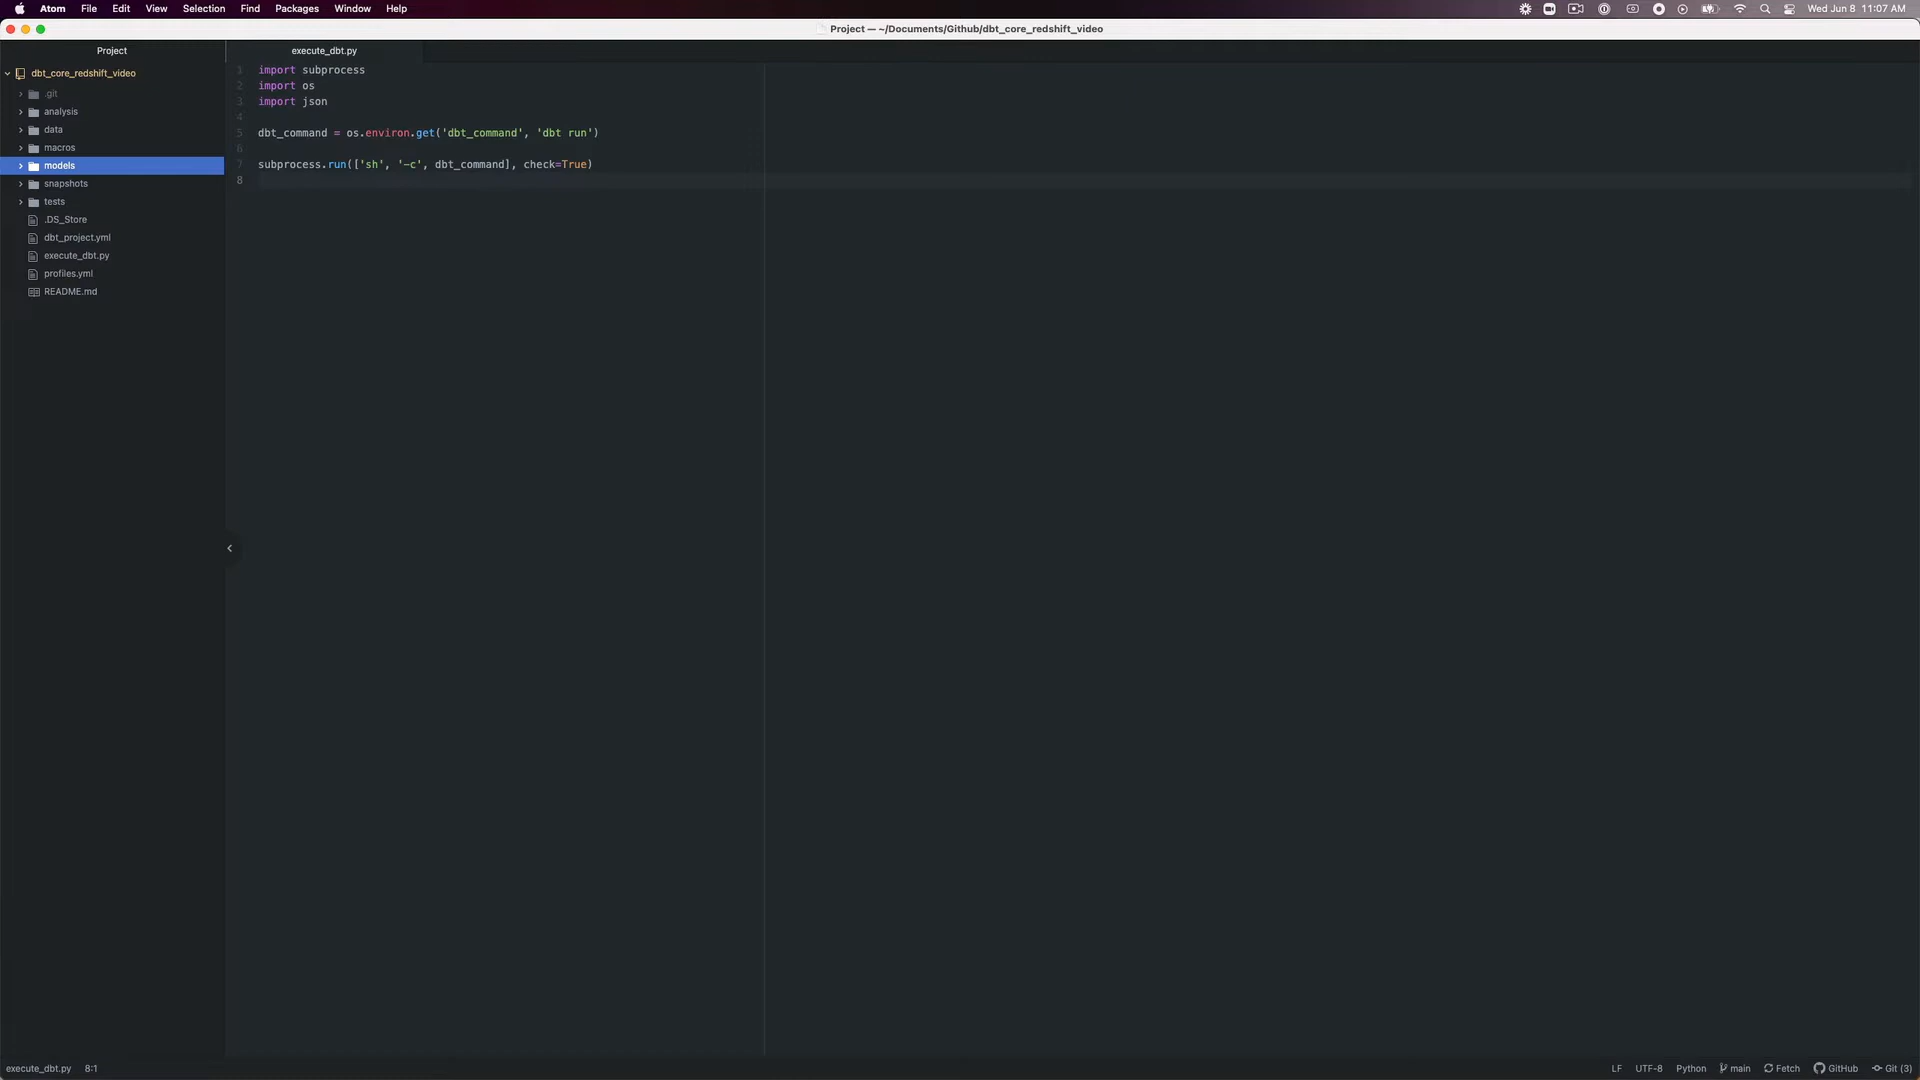 Atom File Edit View Selection Find Packages Window Help Wed Jun 8 11:07 AM
Project — ~/Documents/Github/dbt_core_redshift_video
Project
execute_dbt.py
dbt_core_redshift_video
.git
analysis
data
macros
models
snapshots
tests
.DS_Store
dbt_project.yml
execute_dbt.py
profiles.yml
README.md
1 import subprocess
2 import os
3 import json
4
5 dbt_command = os.environ.get('dbt_command', 'dbt run')
6
7 subprocess.run(['sh', '-c', dbt_command], check=True)
8
execute_dbt.py 8:1
LF UTF-8 Python main Fetch GitHub Git (3)